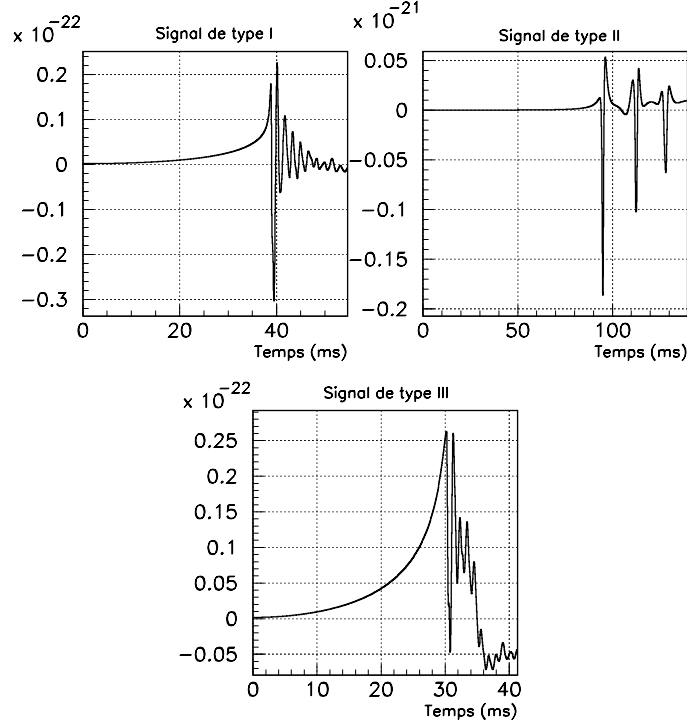 x 10^-22
Signal de type I
0.2
0.1
0
−0.1
−0.2
−0.3
0 20 40
Temps (ms)
x 10^-21
Signal de type II
0.05
0
−0.05
−0.1
−0.15
−0.2
0 50 100
Temps (ms)
x 10^-22
Signal de type III
0.25
0.2
0.15
0.1
0.05
0
−0.05
0 10 20 30 40
Temps (ms)